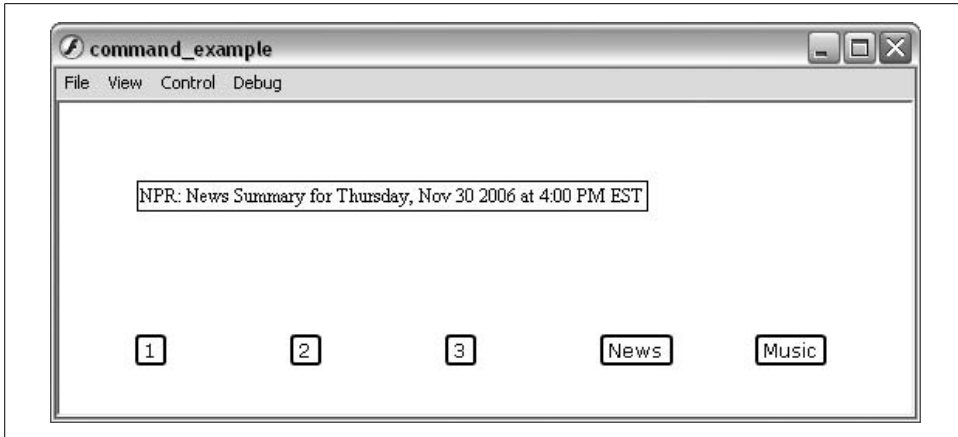 command_example
File View Control Debug
NPR: News Summary for Thursday, Nov 30 2006 at 4:00 PM EST
1 2 3 News Music